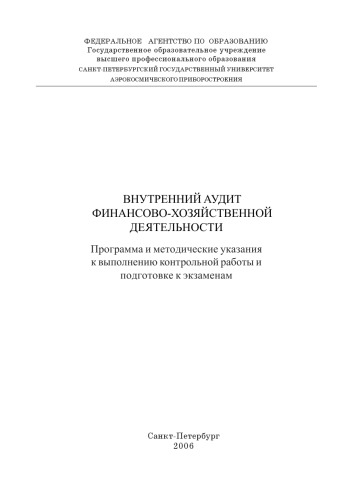 ФЕДЕРАЛЬНОЕ АГЕНТСТВО ПО ОБРАЗОВАНИЮ
Государственное образовательное учреждение
высшего профессионального образования
САНКТ-ПЕТЕРБУРГСКИЙ ГОСУДАРСТВЕННЫЙ УНИВЕРСИТЕТ
АЭРОКОСМИЧЕСКОГО ПРИБОРОСТРОЕНИЯ
ВНУТРЕННИЙ АУДИТ
ФИНАНСОВО-ХОЗЯЙСТВЕННОЙ
ДЕЯТЕЛЬНОСТИ
Программа и методические указания
к выполнению контрольной работы и
подготовке к экзаменам
Санкт-Петербург
2006